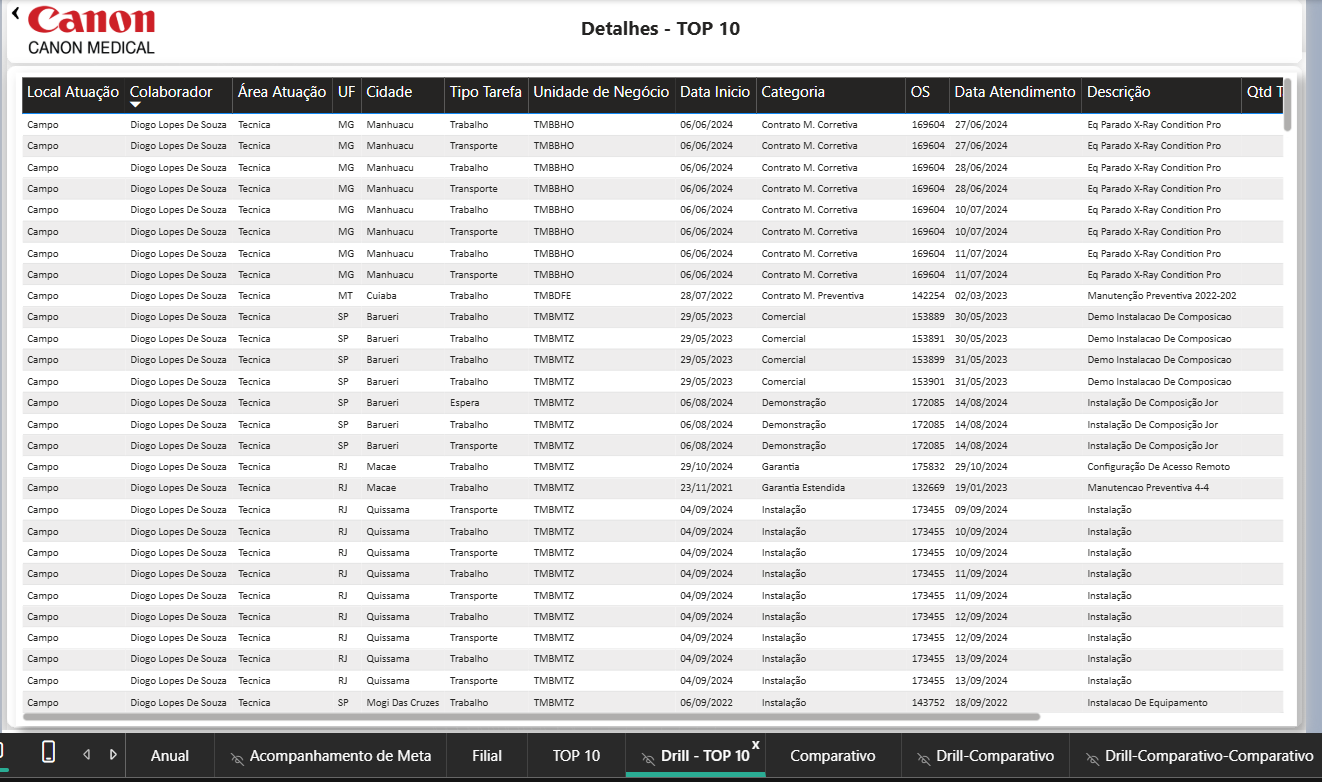 Canon
CANON MEDICAL
Detalhes - TOP 10
Local Atuação Colaborador Área Atuação UF Cidade Tipo Tarefa Unidade de Negócio Data Inicio Categoria OS Data Atendimento Descrição Qtd T
Campo Diogo Lopes De Souza Tecnica MG Manhuacu Trabalho TMBBHO 06/06/2024 Contrato M. Corretiva 169604 27/06/2024 Eq Parado X-Ray Condition Pro
Campo Diogo Lopes De Souza Tecnica MG Manhuacu Transporte TMBBHO 06/06/2024 Contrato M. Corretiva 169604 27/06/2024 Eq Parado X-Ray Condition Pro
Campo Diogo Lopes De Souza Tecnica MG Manhuacu Trabalho TMBBHO 06/06/2024 Contrato M. Corretiva 169604 28/06/2024 Eq Parado X-Ray Condition Pro
Campo Diogo Lopes De Souza Tecnica MG Manhuacu Transporte TMBBHO 06/06/2024 Contrato M. Corretiva 169604 28/06/2024 Eq Parado X-Ray Condition Pro
Campo Diogo Lopes De Souza Tecnica MG Manhuacu Trabalho TMBBHO 06/06/2024 Contrato M. Corretiva 169604 10/07/2024 Eq Parado X-Ray Condition Pro
Campo Diogo Lopes De Souza Tecnica MG Manhuacu Transporte TMBBHO 06/06/2024 Contrato M. Corretiva 169604 10/07/2024 Eq Parado X-Ray Condition Pro
Campo Diogo Lopes De Souza Tecnica MG Manhuacu Trabalho TMBBHO 06/06/2024 Contrato M. Corretiva 169604 11/07/2024 Eq Parado X-Ray Condition Pro
Campo Diogo Lopes De Souza Tecnica MG Manhuacu Transporte TMBBHO 06/06/2024 Contrato M. Corretiva 169604 11/07/2024 Eq Parado X-Ray Condition Pro
Campo Diogo Lopes De Souza Tecnica MT Cuiaba Trabalho TMBDFE 28/07/2022 Contrato M. Preventiva 142254 02/03/2023 Manutenção Preventiva 2022-202
Campo Diogo Lopes De Souza Tecnica SP Barueri Trabalho TMBMTZ 29/05/2023 Comercial 153889 30/05/2023 Demo Instalacao De Composicao
Campo Diogo Lopes De Souza Tecnica SP Barueri Trabalho TMBMTZ 29/05/2023 Comercial 153891 30/05/2023 Demo Instalacao De Composicao
Campo Diogo Lopes De Souza Tecnica SP Barueri Trabalho TMBMTZ 29/05/2023 Comercial 153899 31/05/2023 Demo Instalacao De Composicao
Campo Diogo Lopes De Souza Tecnica SP Barueri Trabalho TMBMTZ 29/05/2023 Comercial 153901 31/05/2023 Demo Instalacao De Composicao
Campo Diogo Lopes De Souza Tecnica SP Barueri Espera TMBMTZ 06/08/2024 Demonstração 172085 14/08/2024 Instalação De Composição Jor
Campo Diogo Lopes De Souza Tecnica SP Barueri Trabalho TMBMTZ 06/08/2024 Demonstração 172085 14/08/2024 Instalação De Composição Jor
Campo Diogo Lopes De Souza Tecnica SP Barueri Transporte TMBMTZ 06/08/2024 Demonstração 172085 14/08/2024 Instalação De Composição Jor
Campo Diogo Lopes De Souza Tecnica RJ Macae Trabalho TMBMTZ 29/10/2024 Garantia 175832 29/10/2024 Configuração De Acesso Remoto
Campo Diogo Lopes De Souza Tecnica RJ Macae Trabalho TMBMTZ 23/11/2021 Garantia Estendida 132669 19/01/2023 Manutencao Preventiva 4-4
Campo Diogo Lopes De Souza Tecnica RJ Quissama Transporte TMBMTZ 04/09/2024 Instalação 173455 09/09/2024 Instalação
Campo Diogo Lopes De Souza Tecnica RJ Quissama Trabalho TMBMTZ 04/09/2024 Instalação 173455 10/09/2024 Instalação
Campo Diogo Lopes De Souza Tecnica RJ Quissama Transporte TMBMTZ 04/09/2024 Instalação 173455 10/09/2024 Instalação
Campo Diogo Lopes De Souza Tecnica RJ Quissama Trabalho TMBMTZ 04/09/2024 Instalação 173455 11/09/2024 Instalação
Campo Diogo Lopes De Souza Tecnica RJ Quissama Transporte TMBMTZ 04/09/2024 Instalação 173455 11/09/2024 Instalação
Campo Diogo Lopes De Souza Tecnica RJ Quissama Trabalho TMBMTZ 04/09/2024 Instalação 173455 12/09/2024 Instalação
Campo Diogo Lopes De Souza Tecnica RJ Quissama Transporte TMBMTZ 04/09/2024 Instalação 173455 12/09/2024 Instalação
Campo Diogo Lopes De Souza Tecnica RJ Quissama Trabalho TMBMTZ 04/09/2024 Instalação 173455 13/09/2024 Instalação
Campo Diogo Lopes De Souza Tecnica RJ Quissama Transporte TMBMTZ 04/09/2024 Instalação 173455 13/09/2024 Instalação
Campo Diogo Lopes De Souza Tecnica SP Mogi Das Cruzes Trabalho TMBMTZ 06/09/2022 Instalação 143752 18/09/2022 Instalacao De Equipamento
Anual Acompanhamento de Meta Filial TOP 10 Drill - TOP 10 x Comparativo Drill-Comparativo Drill-Comparativo-Comparativo